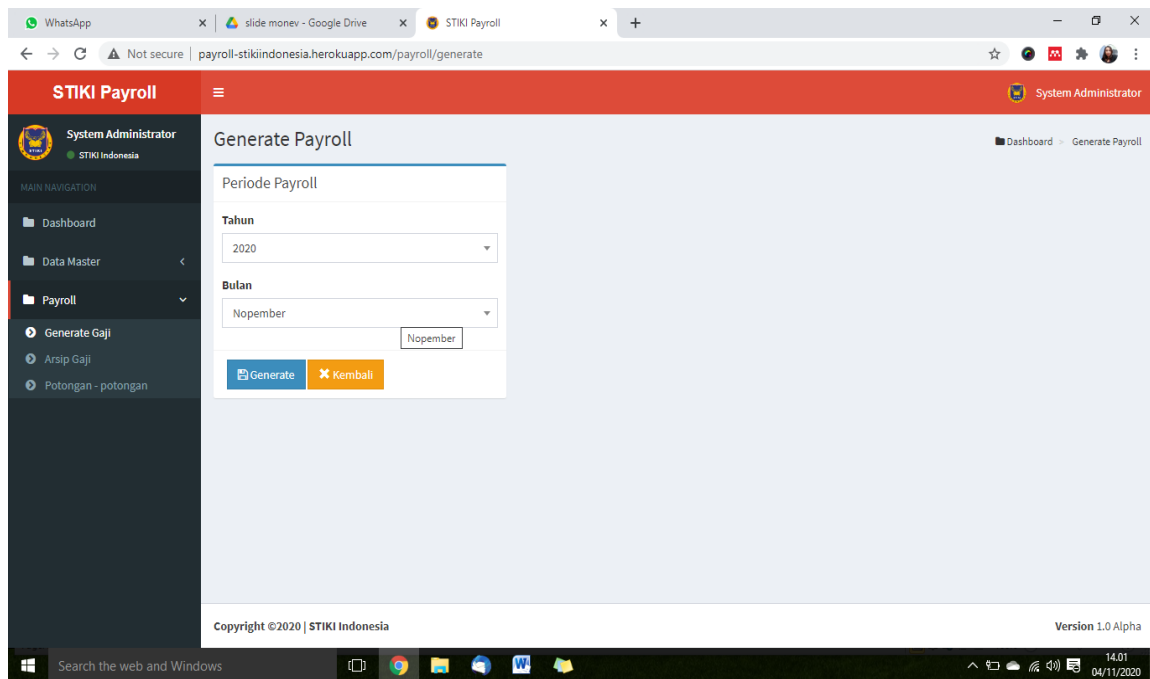 WhatsApp
slide monev - Google Drive
STIKI Payroll
Not secure | payroll-stikiindonesia.herokuapp.com/payroll/generate
STIKI Payroll
System Administrator
System Administrator
STIKI Indonesia
MAIN NAVIGATION
Dashboard
Data Master
Payroll
Generate Gaji
Arsip Gaji
Potongan - potongan
Generate Payroll
Dashboard > Generate Payroll
Periode Payroll
Tahun
2020
Bulan
Nopember
Nopember
Generate
Kembali
Copyright ©2020 | STIKI Indonesia
Version 1.0 Alpha
Search the web and Windows
14.01
04/11/2020